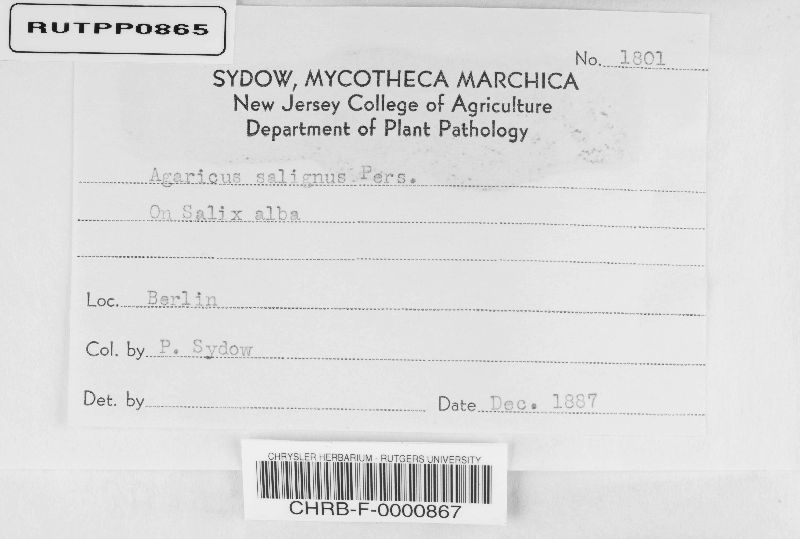 RUTPP0865
No. 1801
SYDOW, MYCOTHECA MARCHICA
New Jersey College of Agriculture
Department of Plant Pathology
Agaricus salignus Pers.
On Salix alba
Loc. Berlin
Col. by P. Sydow
Det. by
Date Dec. 1887
CHRYSLER HERBARIUM - RUTGERS UNIVERSITY
CHRB-F-0000867